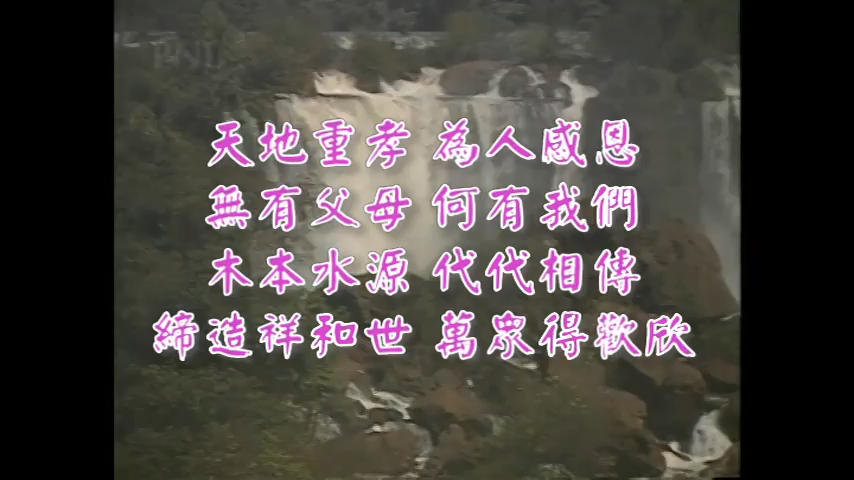 天地重孝 為人感恩
無有父母 何有我們
木本水源 代代相傳
締造祥和世 萬眾得歡欣